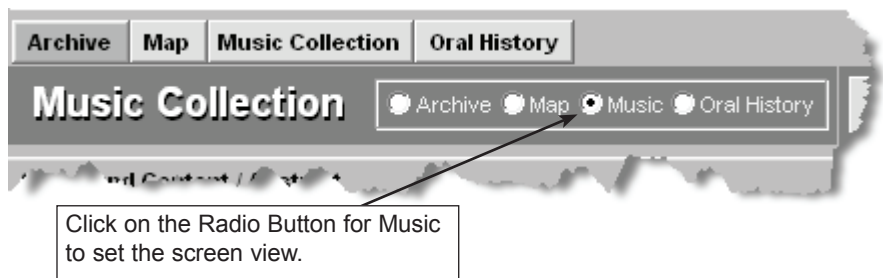 Archive Map Music Collection Oral History
Music Collection Archive Map Music Oral History
Click on the Radio Button for Music
to set the screen view.